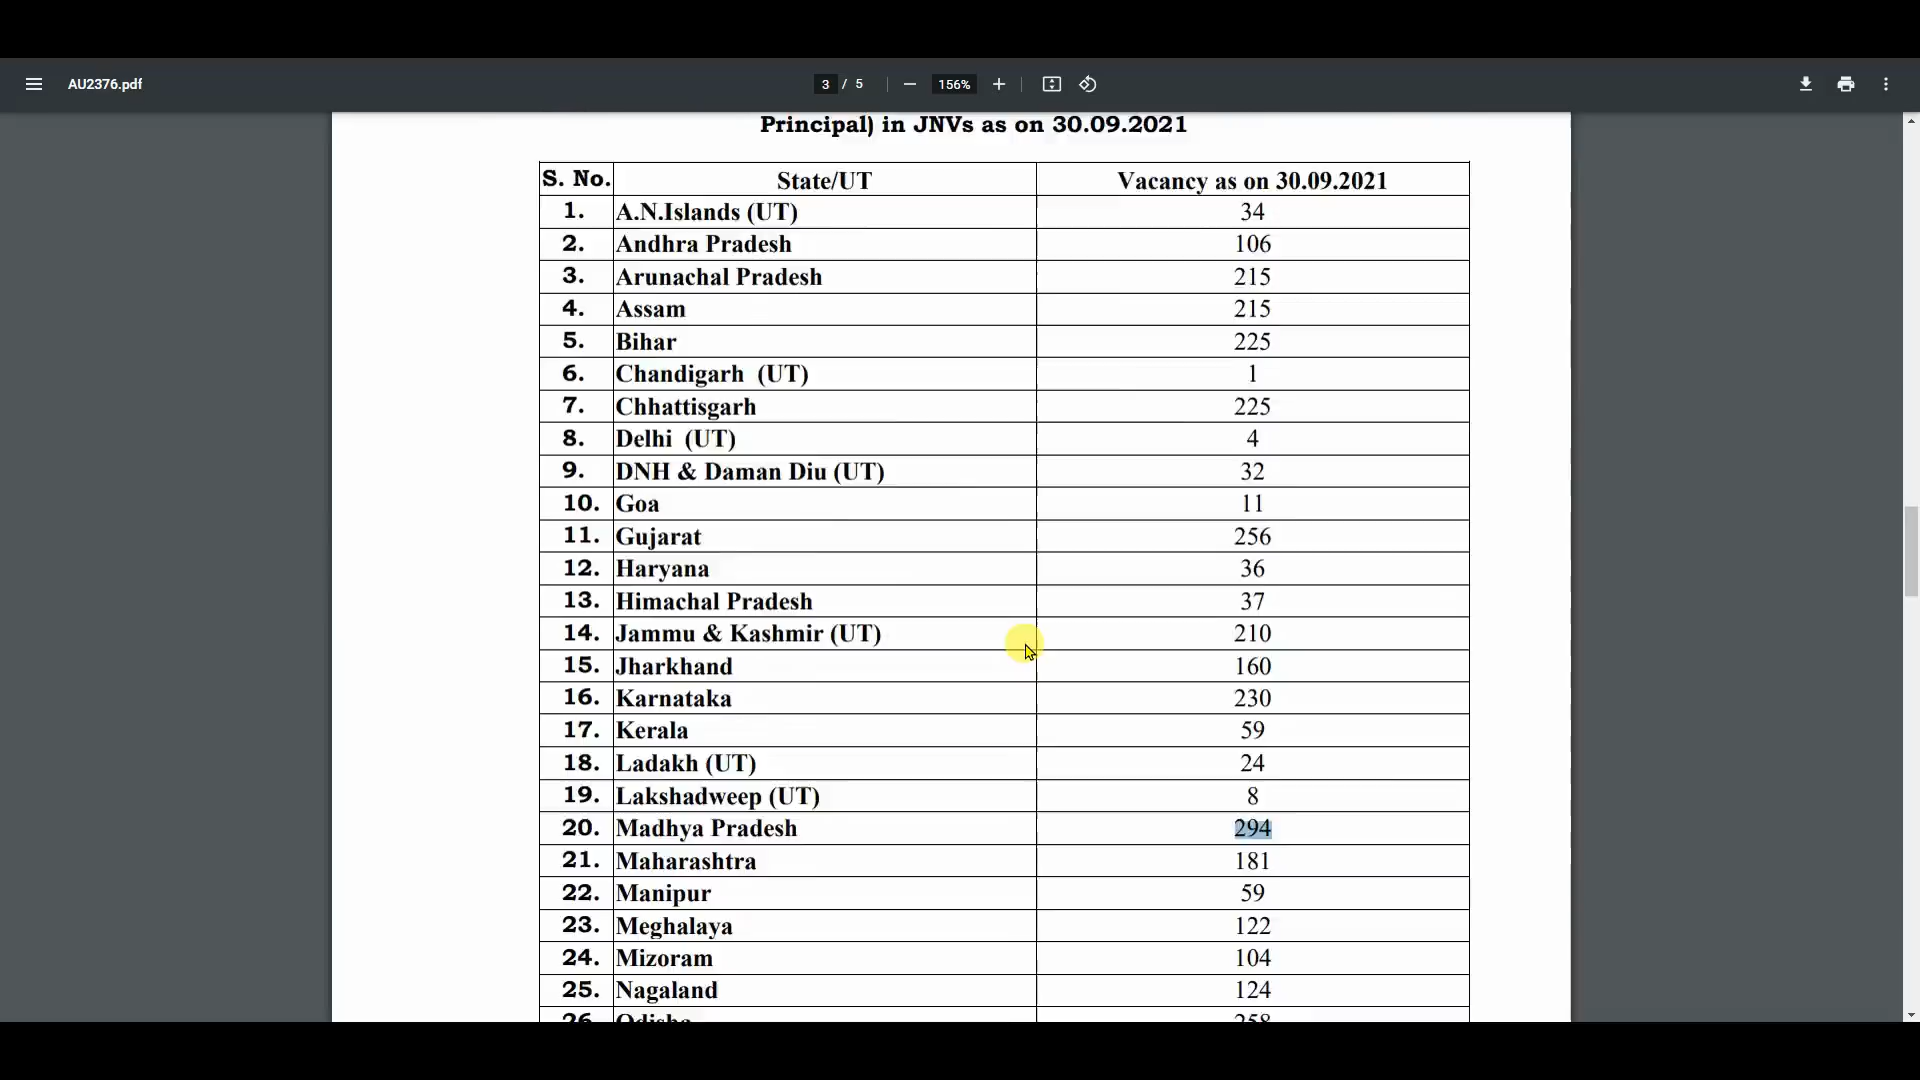 AU2376.pdf
3 / 5
156%
Principal) in JNVs as on 30.09.2021
S. No. State/UT Vacancy as on 30.09.2021
1. A.N.Islands (UT) 34
2. Andhra Pradesh 106
3. Arunachal Pradesh 215
4. Assam 215
5. Bihar 225
6. Chandigarh (UT) 1
7. Chhattisgarh 225
8. Delhi (UT) 4
9. DNH & Daman Diu (UT) 32
10. Goa 11
11. Gujarat 256
12. Haryana 36
13. Himachal Pradesh 37
14. Jammu & Kashmir (UT) 210
15. Jharkhand 160
16. Karnataka 230
17. Kerala 59
18. Ladakh (UT) 24
19. Lakshadweep (UT) 8
20. Madhya Pradesh 294
21. Maharashtra 181
22. Manipur 59
23. Meghalaya 122
24. Mizoram 104
25. Nagaland 124
26. Odisha 258